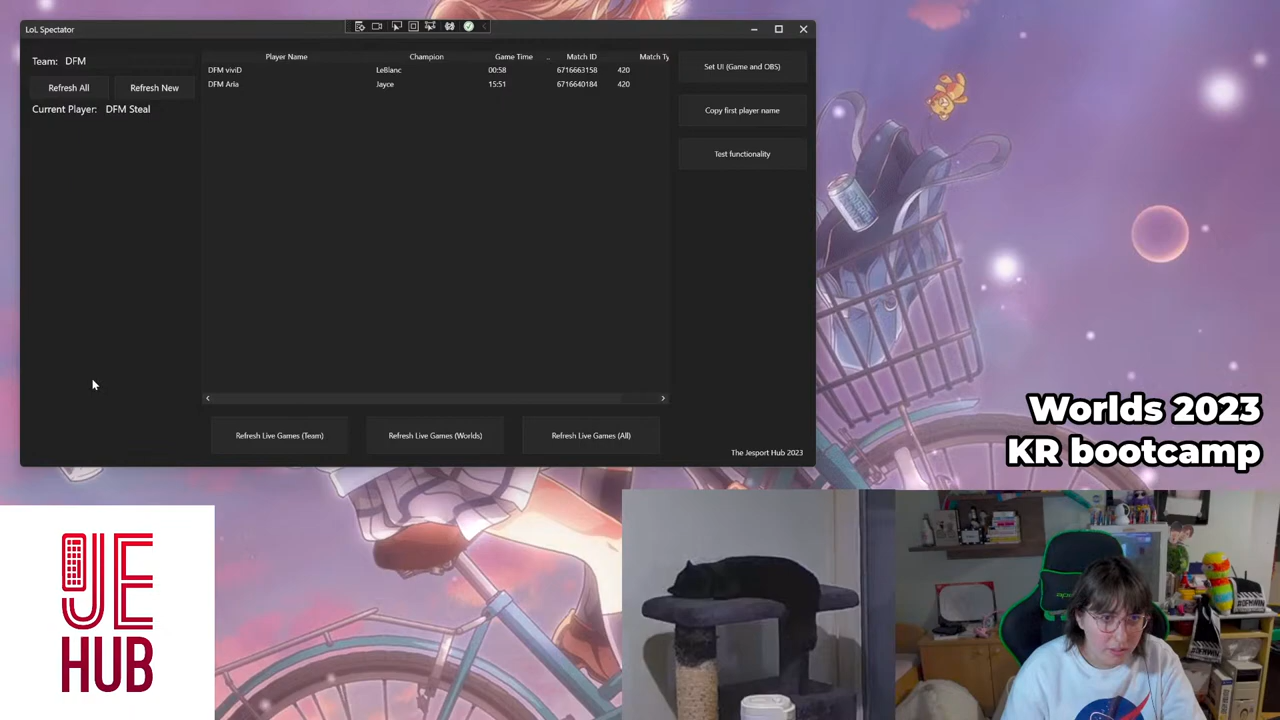 LoL Spectator
Team: DFM
Refresh All
Refresh New
Current Player: DFM Steal
Player Name Champion Game Time .. Match ID Match Ty
DFM viviD LeBlanc 00:58 6716663158 420
DFM Aria Jayce 15:51 6716640184 420
Set UI (Game and OBS)
Copy first player name
Test functionality
Refresh Live Games (Team)
Refresh Live Games (Worlds)
Refresh Live Games (All)
The Jesport Hub 2023
Worlds 2023
KR bootcamp
JE
HUB